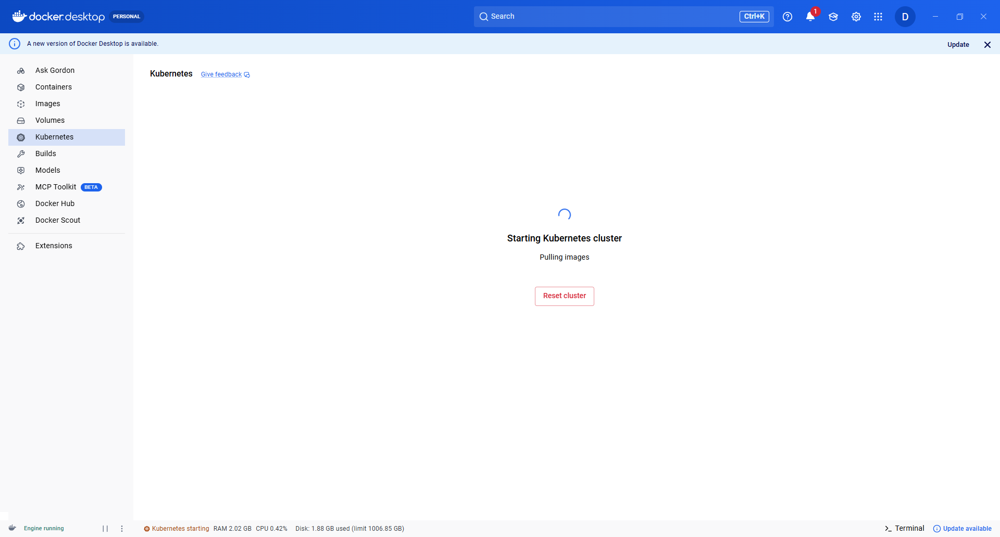 docker.desktop PERSONAL
Search Ctrl+K
1
D
A new version of Docker Desktop is available.
Update
Ask Gordon
Containers
Images
Volumes
Kubernetes
Builds
Models
MCP Toolkit BETA
Docker Hub
Docker Scout
Extensions
Kubernetes Give feedback
Starting Kubernetes cluster
Pulling images
Reset cluster
Engine running
Kubernetes starting RAM 2.02 GB CPU 0.42% Disk: 1.88 GB used (limit 1006.85 GB)
Terminal Update available